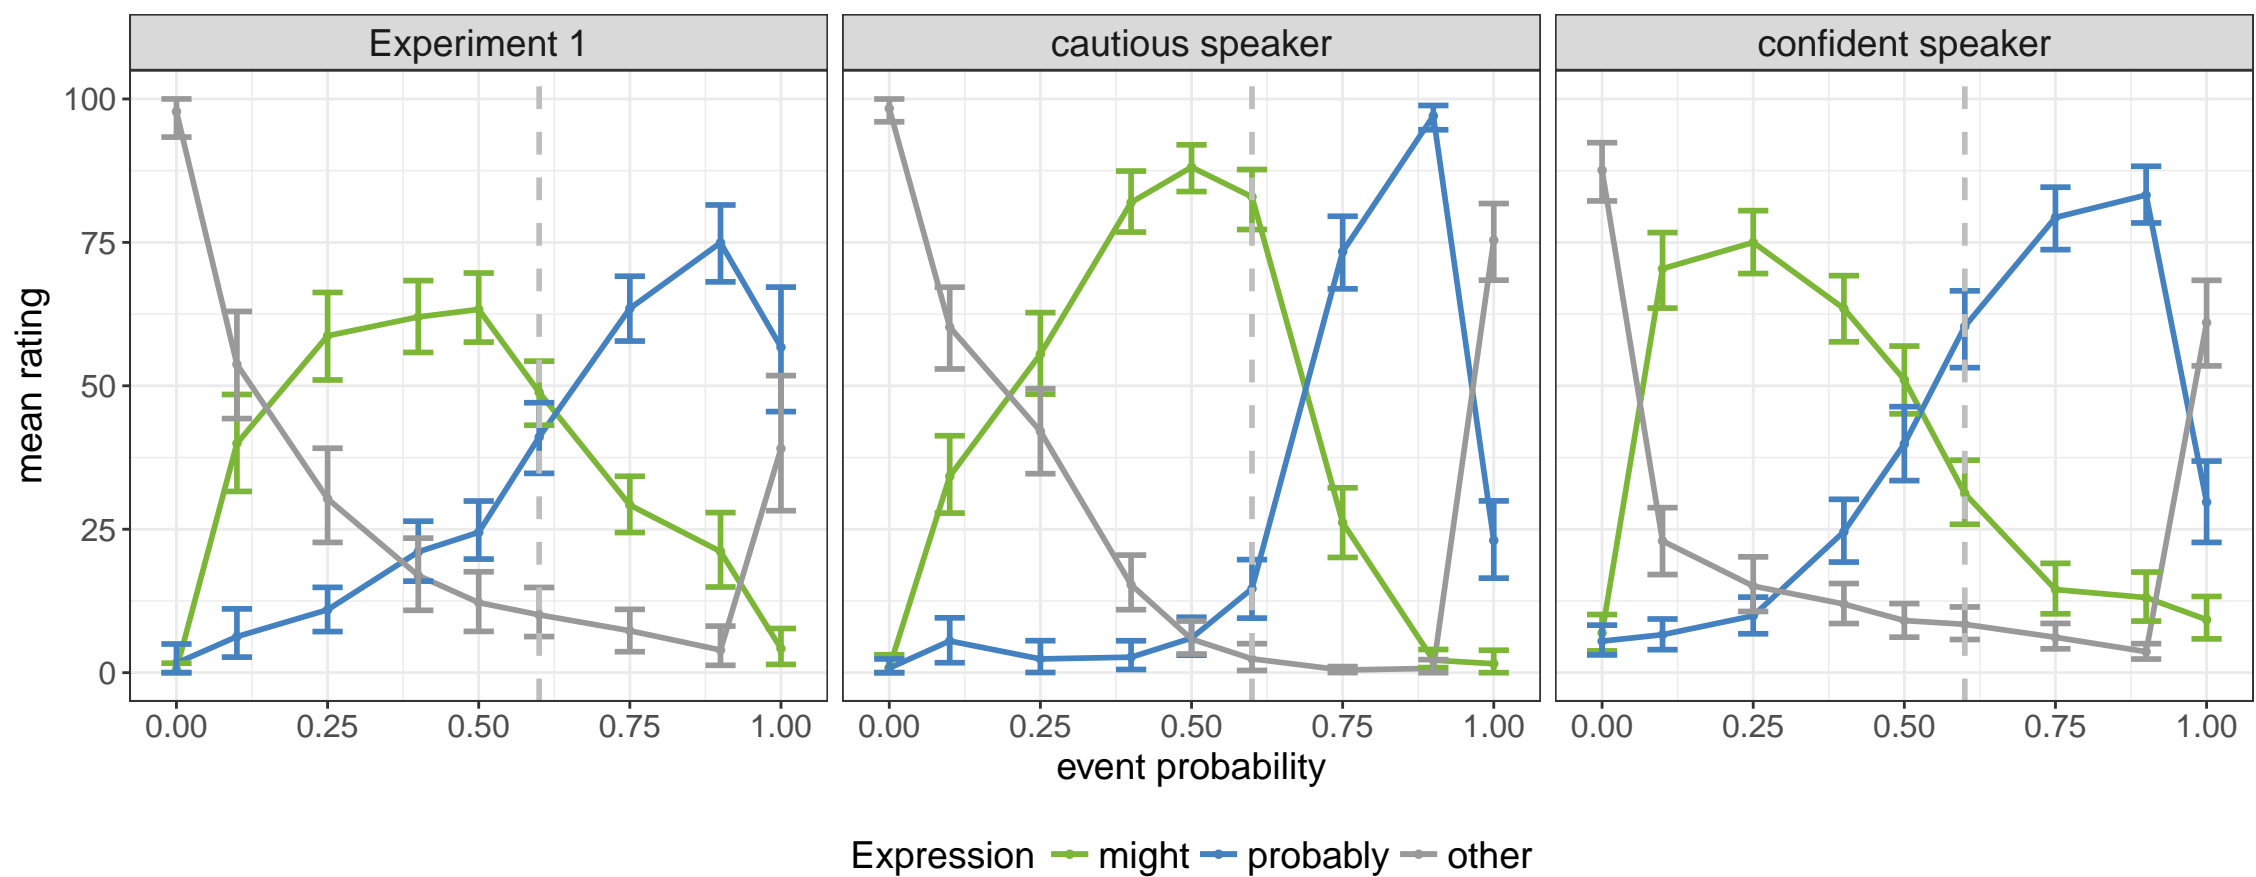 Experiment 1 cautious speaker confident speaker
100
75
50
25
0
mean rating
0.00 0.25 0.50 0.75 1.00 0.00 0.25 0.50 0.75 1.00 0.00 0.25 0.50 0.75 1.00
event probability
Expression might probably other